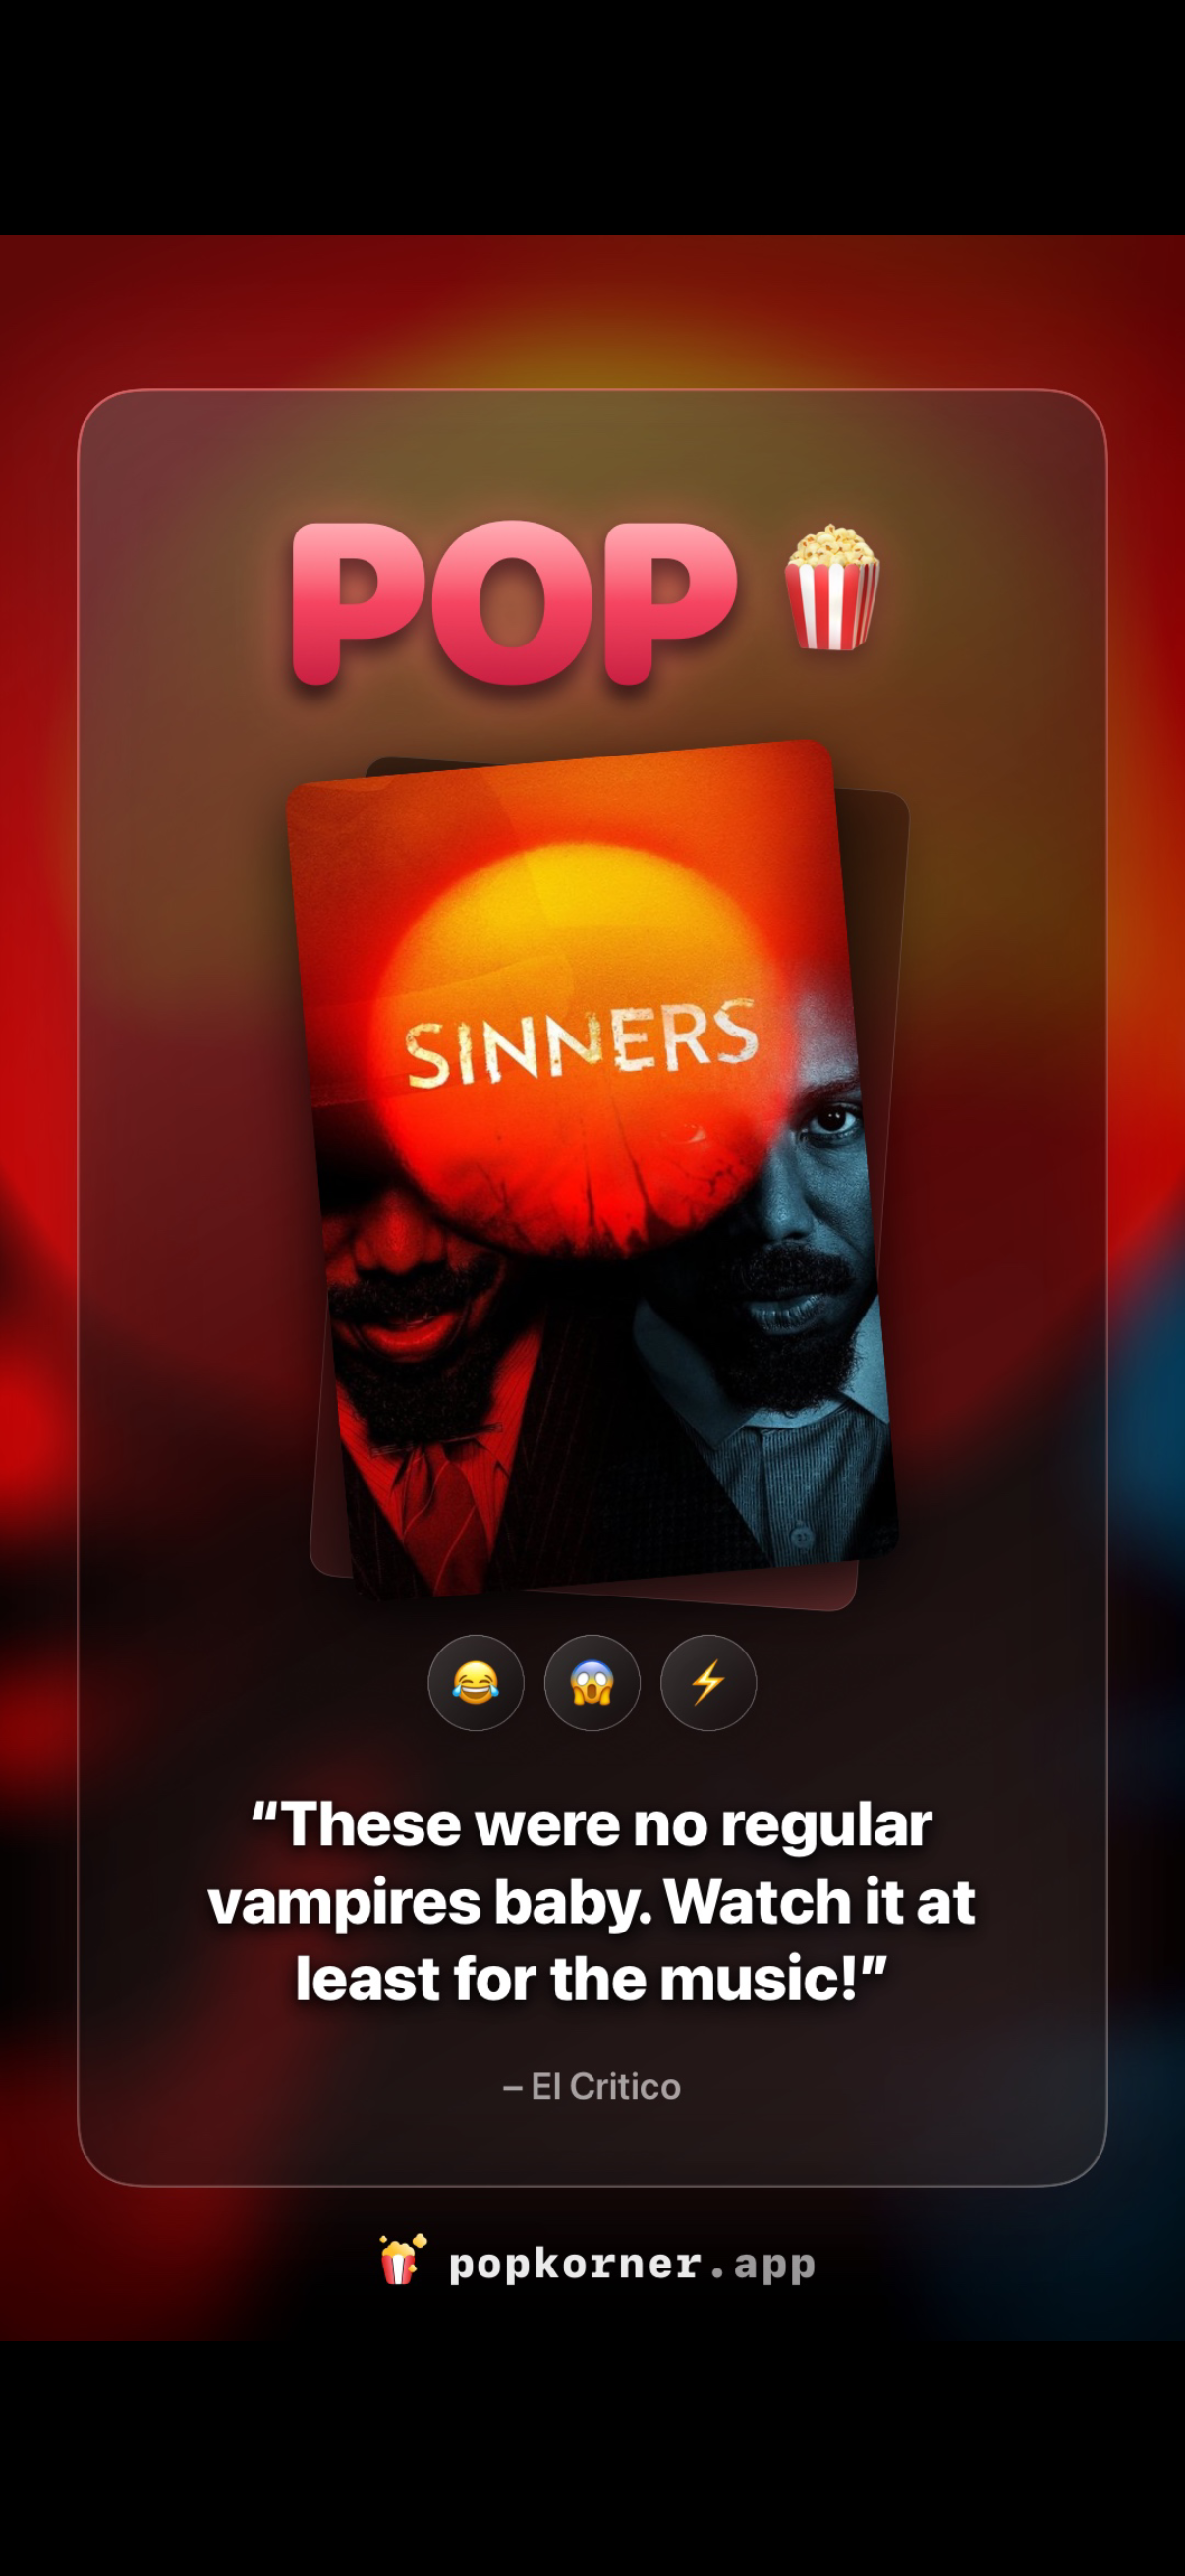 POP
SINNERS
“These were no regular
vampires baby. Watch it at
least for the music!”
– El Critico
popkorner.app